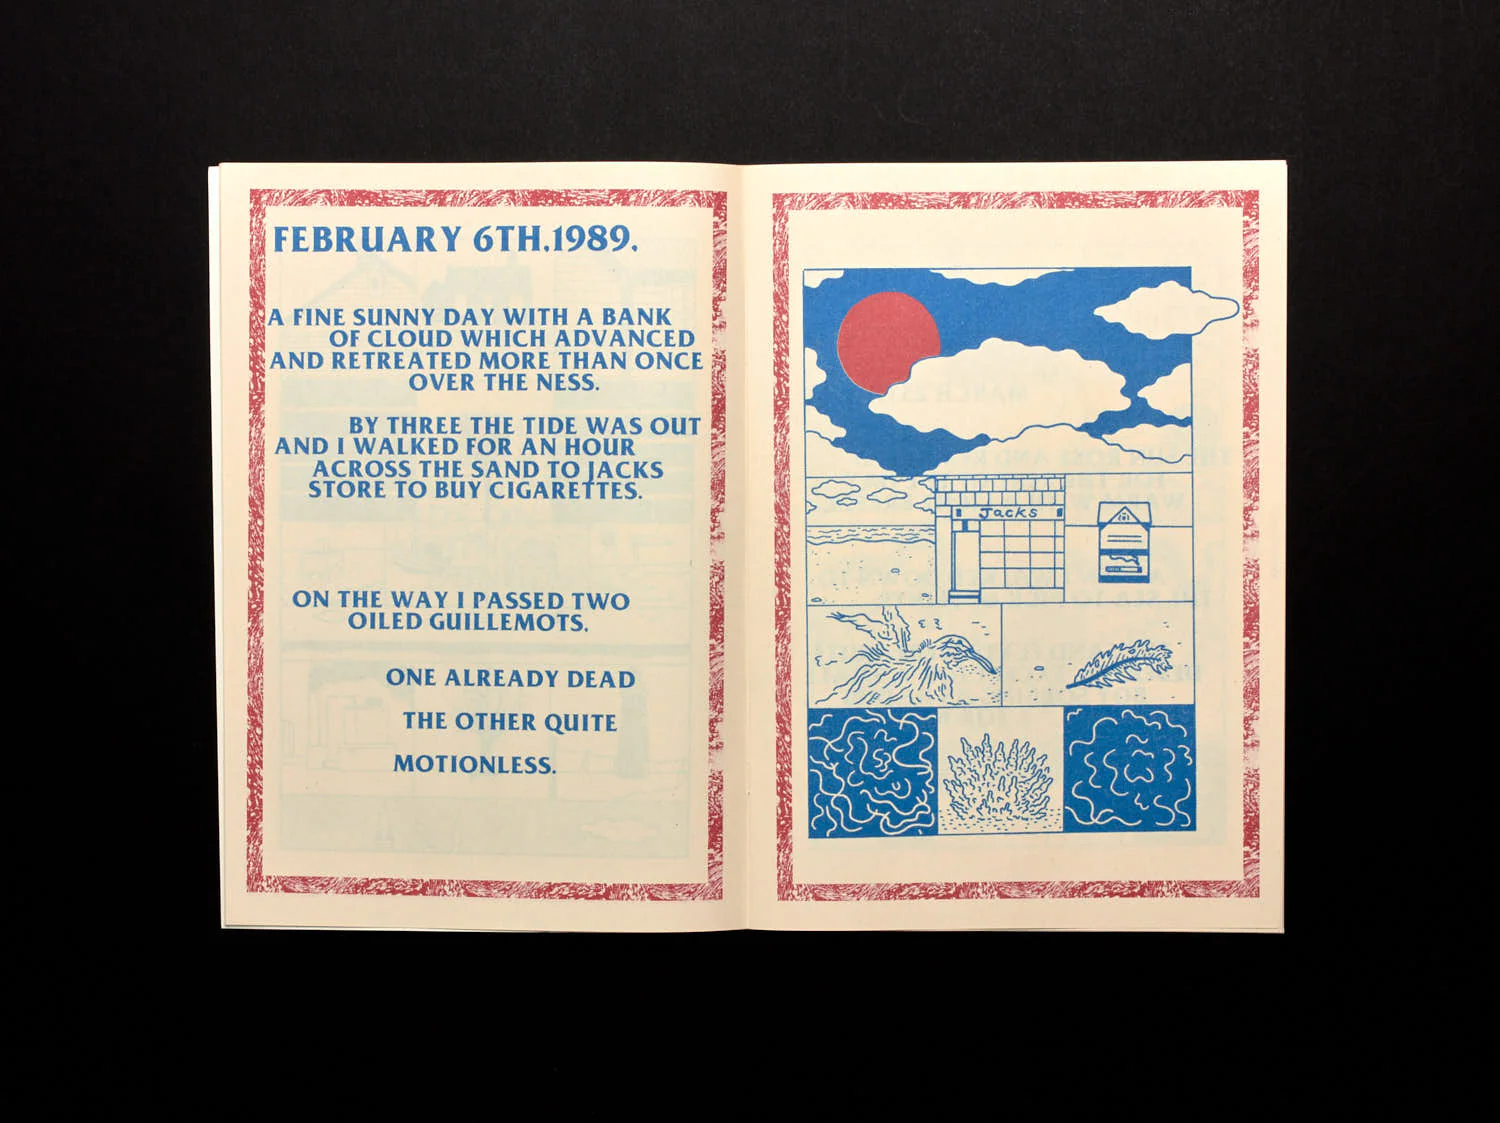 FEBRUARY 6TH.1989.
A FINE SUNNY DAY WITH A BANK
OF CLOUD WHICH ADVANCED
AND RETREATED MORE THAN ONCE
OVER THE NESS.
BY THREE THE TIDE WAS OUT
AND I WALKED FOR AN HOUR
ACROSS THE SAND TO JACKS
STORE TO BUY CIGARETTES.
ON THE WAY I PASSED TWO
OILED GUILLEMOTS.
ONE ALREADY DEAD
THE OTHER QUITE
MOTIONLESS.
Jacks